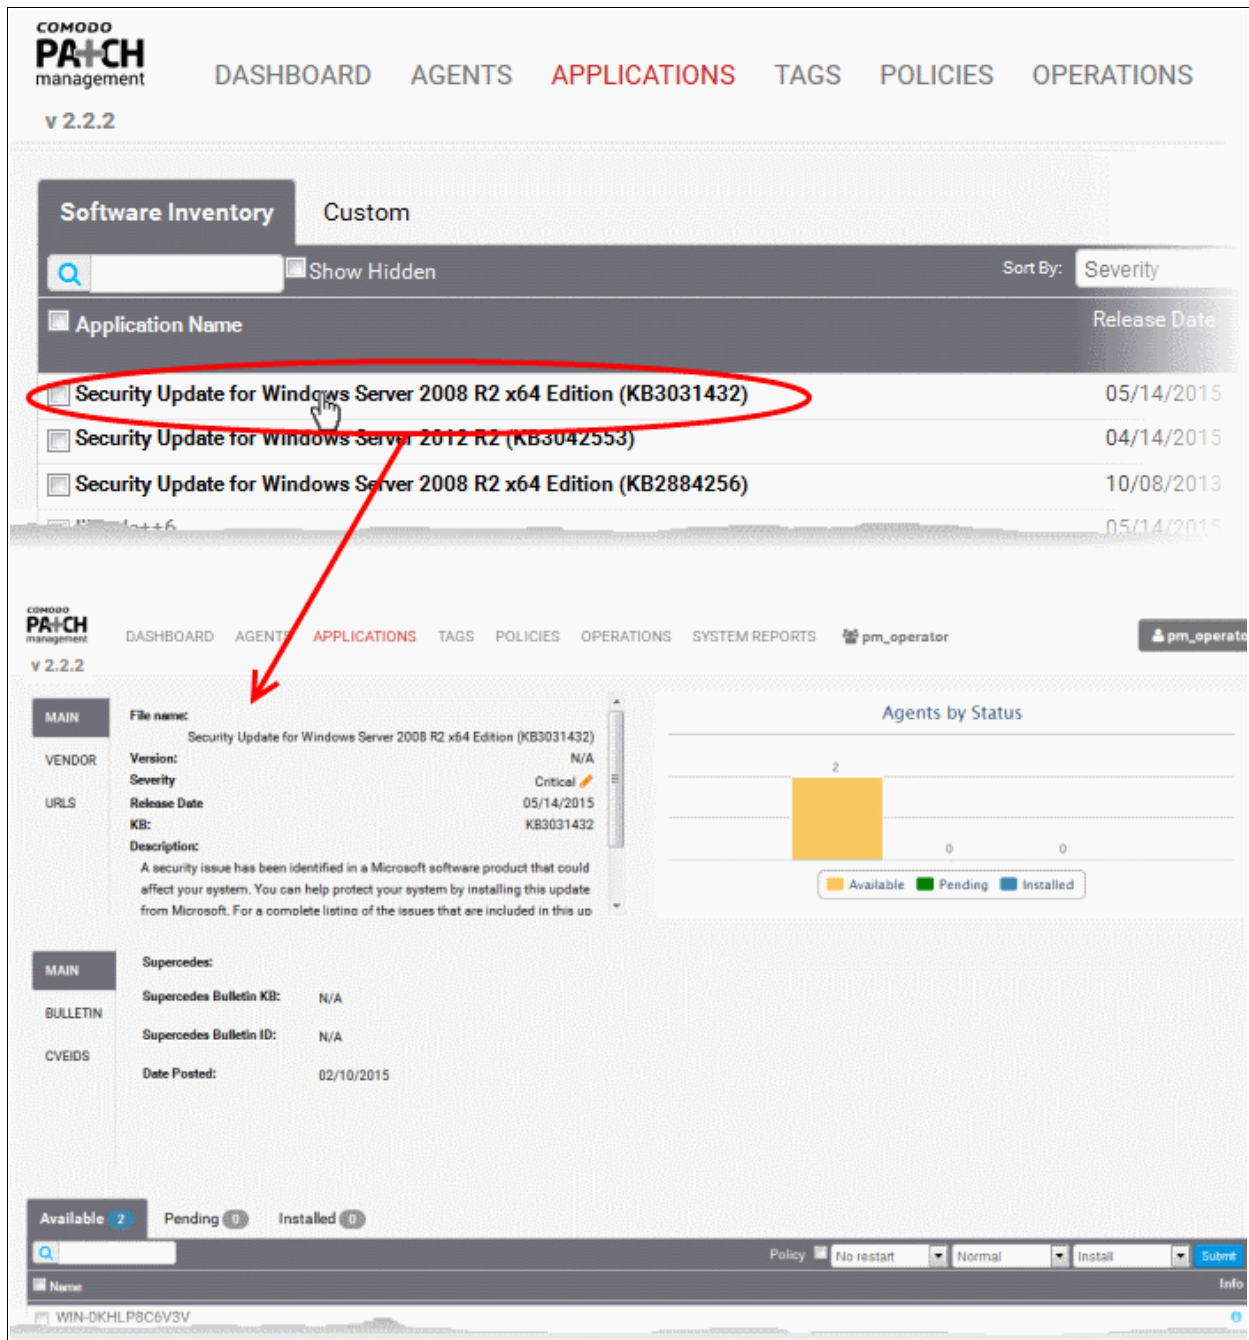 COMODO
PATCH
management
DASHBOARD AGENTS APPLICATIONS TAGS POLICIES OPERATIONS
v 2.2.2
Software Inventory Custom
Show Hidden Sort By: Severity
Application Name Release Date
Security Update for Windows Server 2008 R2 x64 Edition (KB3031432) 05/14/2015
Security Update for Windows Server 2012 R2 (KB3042553) 04/14/2015
Security Update for Windows Server 2008 R2 x64 Edition (KB2884256) 10/08/2013
05/14/2015
COMODO
PATCH
management
DASHBOARD AGENTS APPLICATIONS TAGS POLICIES OPERATIONS SYSTEM REPORTS pm_operator pm_operato
v 2.2.2
MAIN
VENDOR
URLS
File name:
Security Update for Windows Server 2008 R2 x64 Edition (KB3031432)
Version: N/A
Severity Critical
Release Date 05/14/2015
KB: KB3031432
Description:
A security issue has been identified in a Microsoft software product that could
affect your system. You can help protect your system by installing this update
from Microsoft. For a complete listing of the issues that are included in this up
Agents by Status
2
0 0
Available Pending Installed
MAIN
BULLETIN
CVEIDS
Supercedes:
Supercedes Bulletin KB: N/A
Supercedes Bulletin ID: N/A
Date Posted: 02/10/2015
Available 2 Pending 0 Installed 0
Policy No restart Normal Install Submit
Name Info
WIN-0KHLP8C6V3V